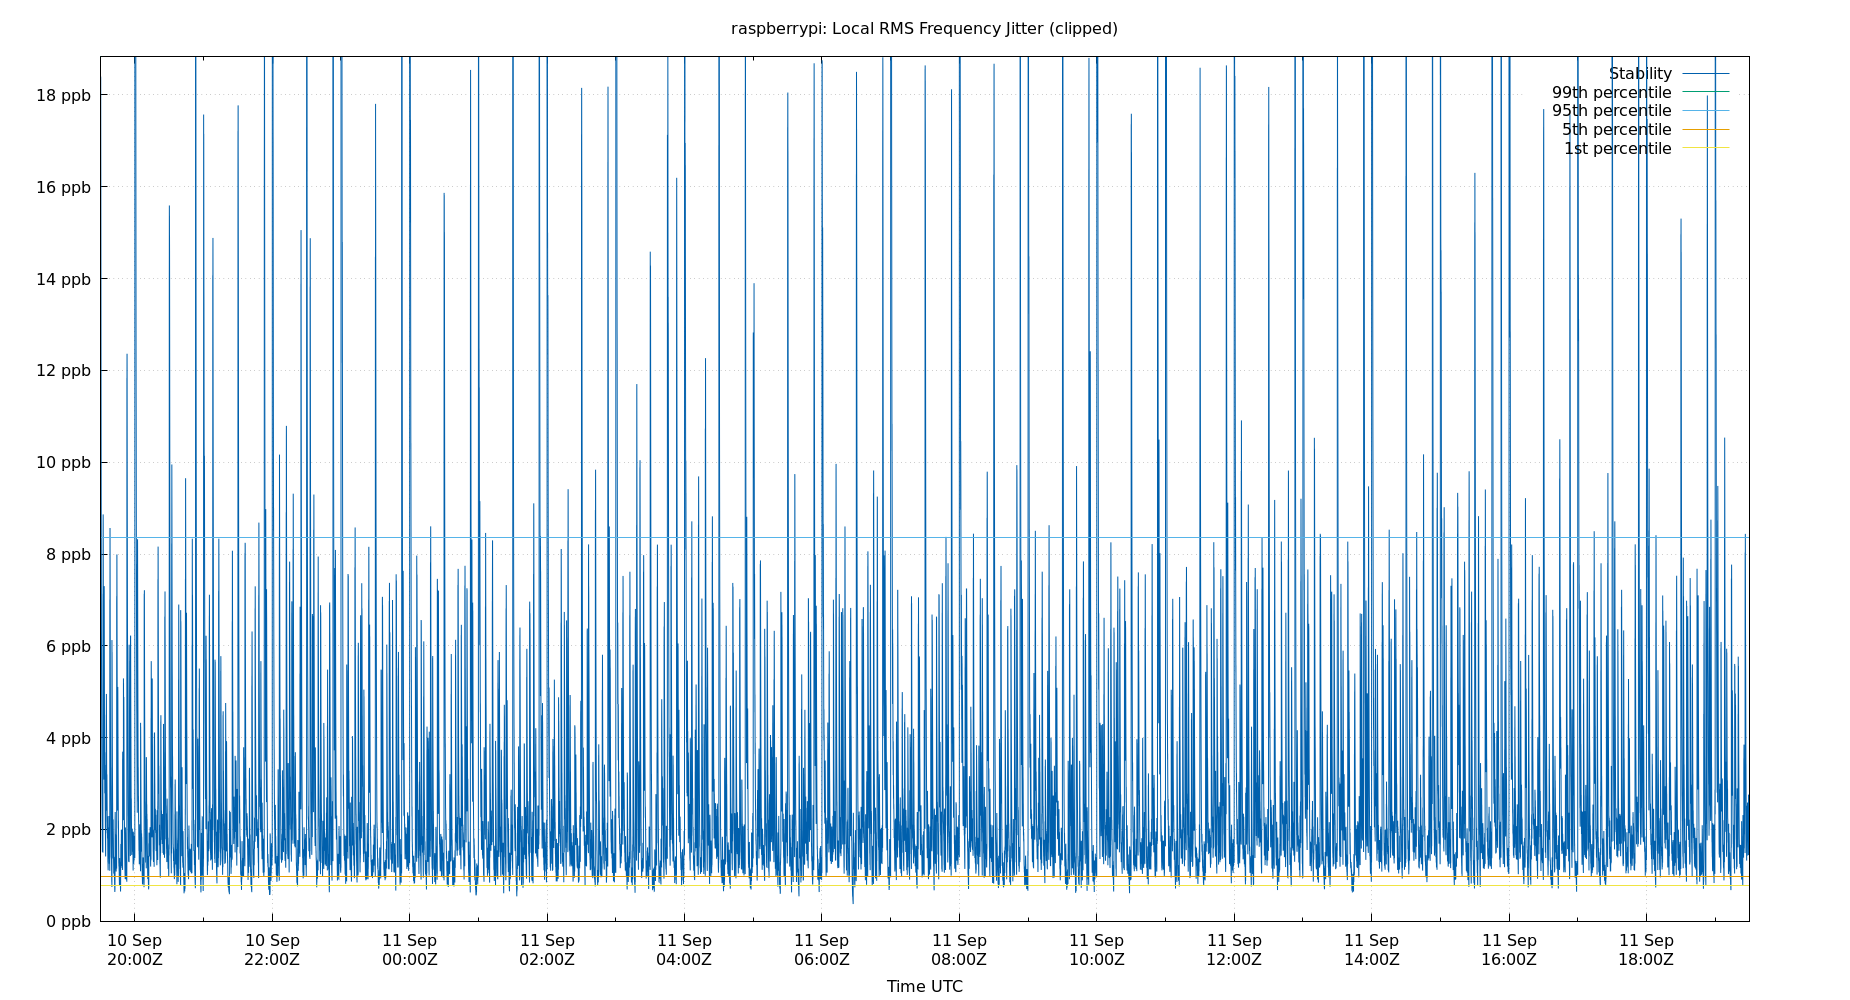 raspberrypi: Local RMS Frequency Jitter (clipped)
Stability
99th percentile
95th percentile
5th percentile
1st percentile
18 ppb
16 ppb
14 ppb
12 ppb
10 ppb
8 ppb
6 ppb
4 ppb
2 ppb
0 ppb
10 Sep 10 Sep 11 Sep 11 Sep 11 Sep 11 Sep 11 Sep 11 Sep 11 Sep 11 Sep 11 Sep 11 Sep
20:00Z 22:00Z 00:00Z 02:00Z 04:00Z 06:00Z 08:00Z 10:00Z 12:00Z 14:00Z 16:00Z 18:00Z
Time UTC